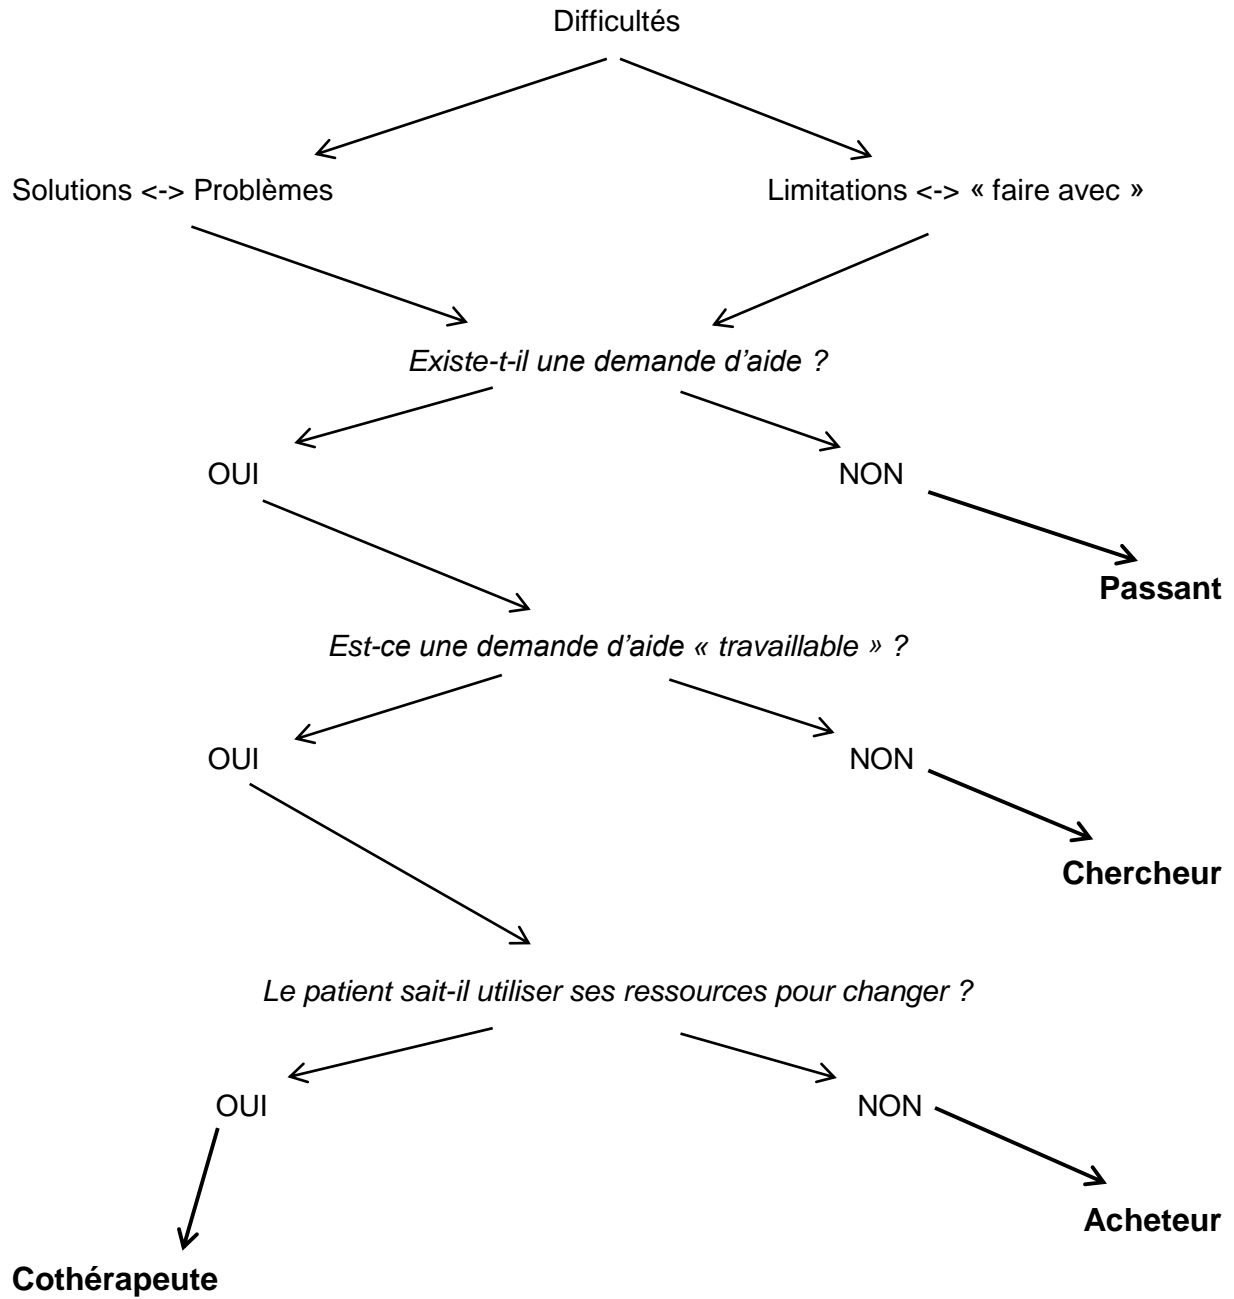 Difficultés
Solutions <-> Problèmes
Limitations <-> « faire avec »
Existe-t-il une demande d’aide ?
OUI
NON
Passant
Est-ce une demande d’aide « travaillable » ?
OUI
NON
Chercheur
Le patient sait-il utiliser ses ressources pour changer ?
OUI
NON
Acheteur
Cothérapeute